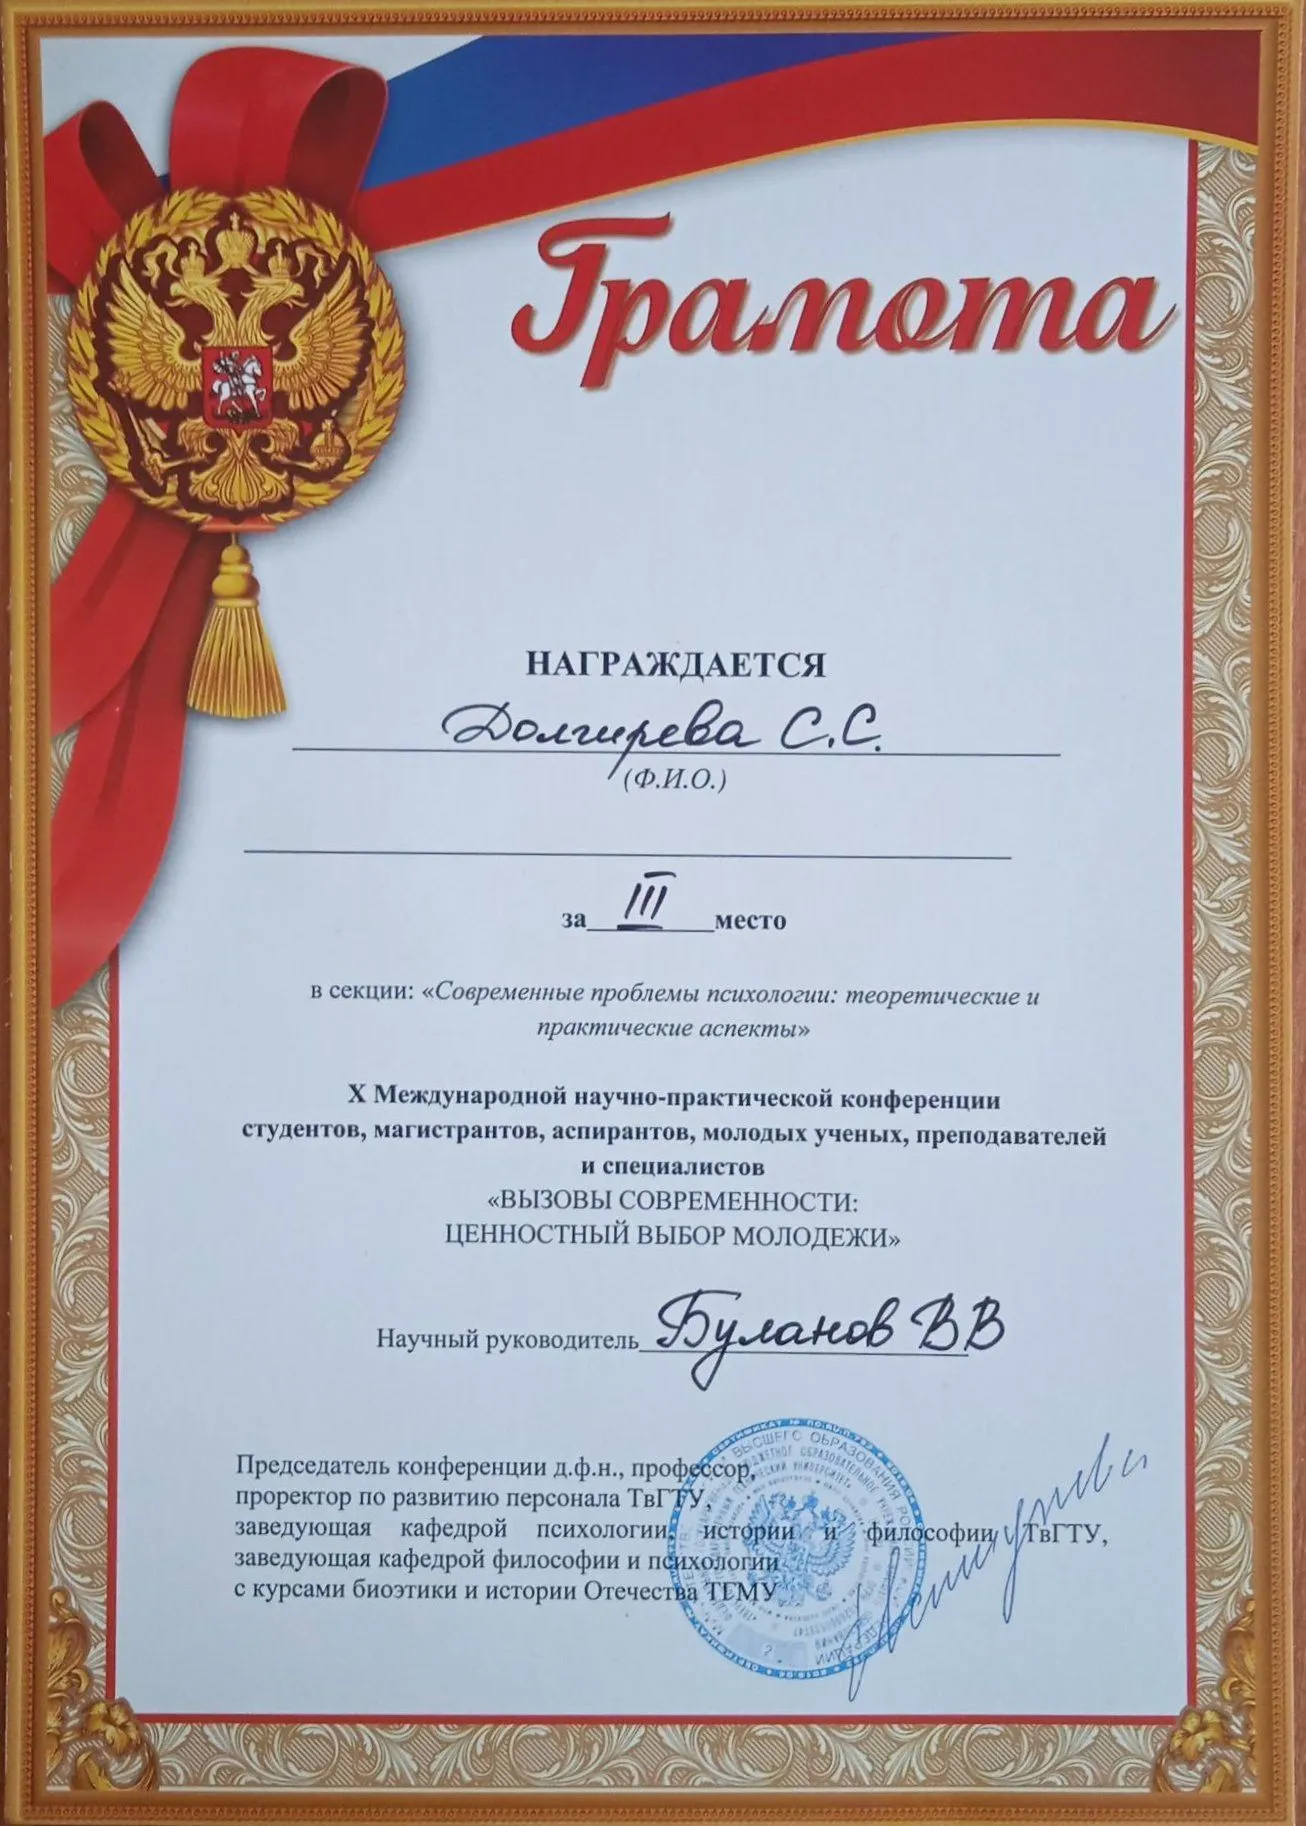 Грамота
НАГРАЖДАЕТСЯ
Долгирева С.С.
(Ф.И.О.)
за III место
в секции: «Современные проблемы психологии: теоретические и
практические аспекты»
X Международной научно-практической конференции
студентов, магистрантов, аспирантов, молодых ученых, преподавателей
и специалистов
«ВЫЗОВЫ СОВРЕМЕННОСТИ:
ЦЕННОСТНЫЙ ВЫБОР МОЛОДЕЖИ»
Научный руководитель Буланов ВВ
Председатель конференции д.ф.н., профессор,
проректор по развитию персонала ТвГТУ,
заведующая кафедрой психологии, истории и философии ТвГТУ,
заведующая кафедрой философии и психологии
с курсами биоэтики и истории Отечества ТГМУ
ВЫСШЕГО ОБРАЗОВАНИЯ